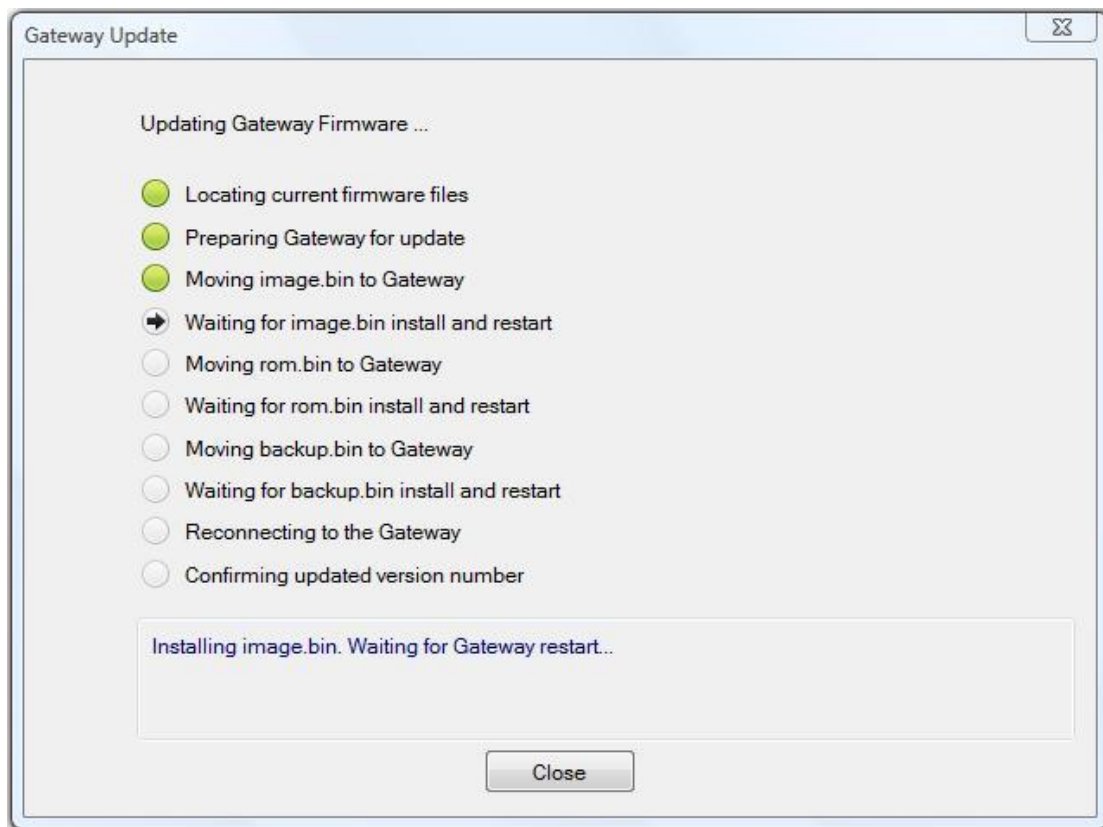 Gateway Update
Updating Gateway Firmware ...
Locating current firmware files
Preparing Gateway for update
Moving image.bin to Gateway
Waiting for image.bin install and restart
Moving rom.bin to Gateway
Waiting for rom.bin install and restart
Moving backup.bin to Gateway
Waiting for backup.bin install and restart
Reconnecting to the Gateway
Confirming updated version number
Installing image.bin. Waiting for Gateway restart...
Close